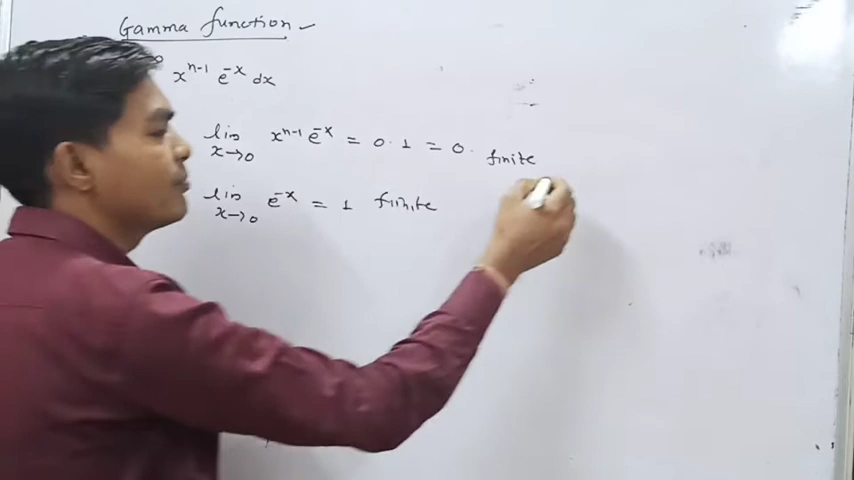 Gamma function -
∞ x^{n-1} e^{-x} dx
lim x→0 x^{n-1} e^{-x} = 0·1 = 0. finite
lim x→0 e^{-x} = 1 finite